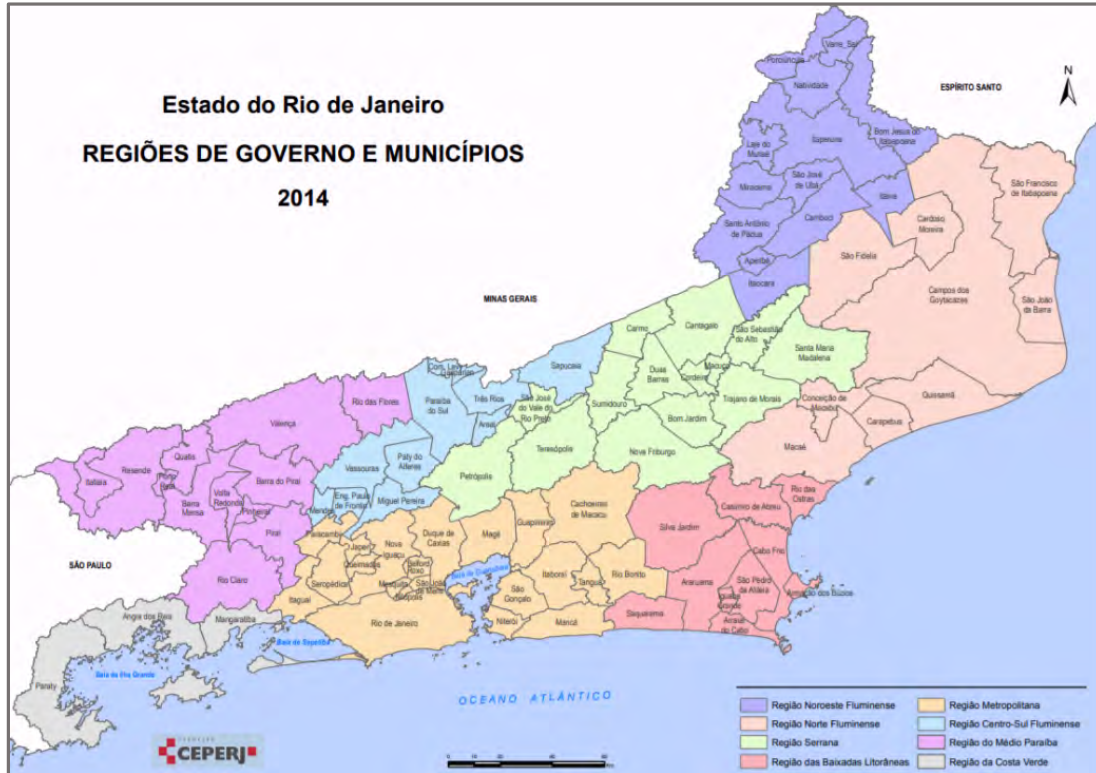 Estado do Rio de Janeiro
REGIÕES DE GOVERNO E MUNICÍPIOS
2014
N
ESPÍRITO SANTO
MINAS GERAIS
SÃO PAULO
Varre_Sai
Porciúncula
Natividade
Itaperuna
Bom Jesus do
Itabapoana
Laje do
Muriaé
Miracema
São José
de Ubá
Italva
Santo Antônio
de Pádua
Cambuci
Aperibé
Itaocara
São Francisco
de Itabapoana
Cardoso
Moreira
São Fidelis
Campos dos
Goytacazes
São João
da Barra
Quissamã
Conceição de
Macabu
Carapebus
Macaé
Carmo
Cantagalo
São Sebastião
do Alto
Santa Maria
Madalena
Duas
Barras
Cordeiro
Macuco
Sumidouro
Trajano de Morais
Bom Jardim
São José
do Vale do
Rio Preto
Teresópolis
Nova Friburgo
Petrópolis
Sapucaia
Três Rios
Areal
Paraíba
do Sul
Paty do
Alferes
Vassouras
Miguel Pereira
Eng. Paulo
de Frontin
Mendes
Rio das Flores
Valença
Resende
Itatiaia
Quatis
Porto
Real
Barra
Mansa
Volta
Redonda
Barra do Piraí
Pinheiral
Piraí
Rio Claro
Paracambi
Japeri
Queimados
Nova
Iguaçu
Duque de
Caxias
Magé
Guapimirim
Cachoeiras
de Macacu
Seropédica
Mesquita
Belford
Roxo
São João
de Meriti
Nilópolis
Itaguaí
Rio de Janeiro
Baía de Guanabara
Itaboraí
Tanguá
Rio Bonito
São
Gonçalo
Niterói
Maricá
Silva Jardim
Casimiro de Abreu
Rio das
Ostras
Cabo Frio
Araruama
São Pedro
da Aldeia
Iguaba
Grande
Armação dos Búzios
Saquarema
Arraial
do Cabo
Mangaratiba
Angra dos Reis
Paraty
Baía de Sepetiba
Baía da Ilha Grande
OCEANO ATLÂNTICO
FUNDAÇÃO
CEPERJ
Região Noroeste Fluminense
Região Norte Fluminense
Região Serrana
Região das Baixadas Litorâneas
Região Metropolitana
Região Centro-Sul Fluminense
Região do Médio Paraíba
Região da Costa Verde